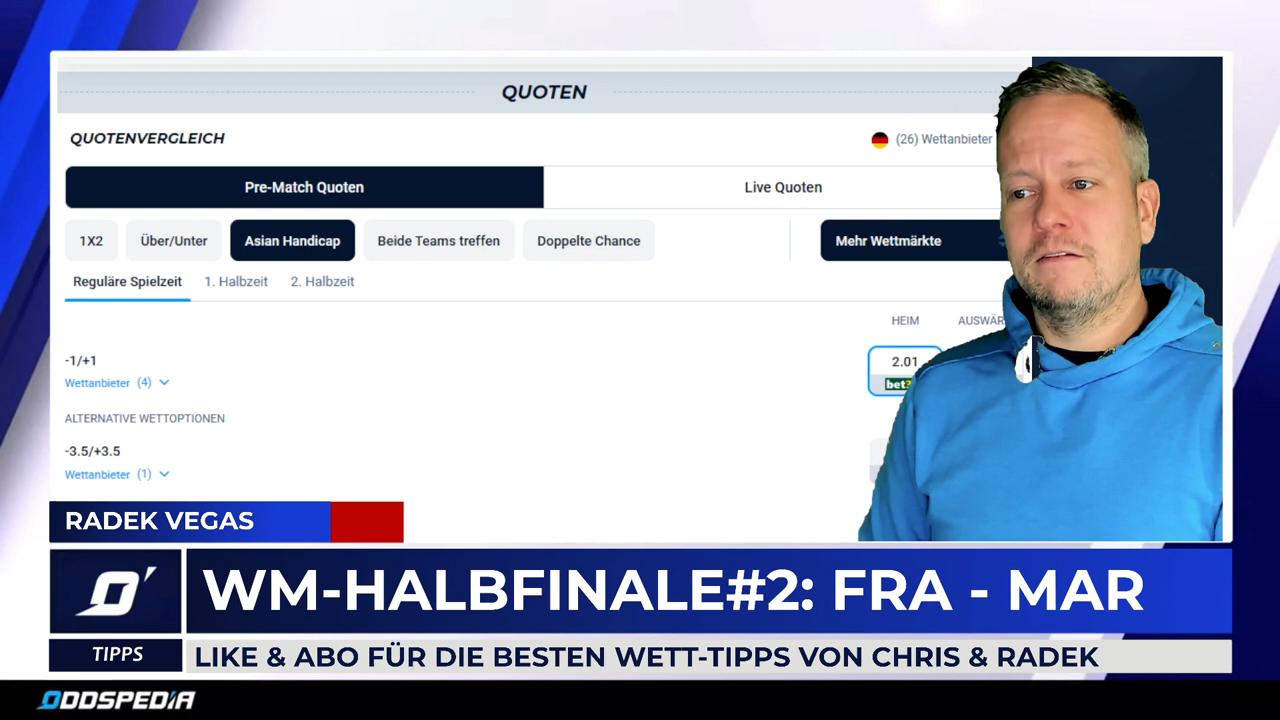 QUOTEN
QUOTENVERGLEICH
(26) Wettanbieter
Pre-Match Quoten
Live Quoten
1X2
Über/Unter
Asian Handicap
Beide Teams treffen
Doppelte Chance
Mehr Wettmärkte
Reguläre Spielzeit
1. Halbzeit
2. Halbzeit
HEIM
-1/+1
2.01
Wettanbieter (4)
ALTERNATIVE WETTOPTIONEN
-3.5/+3.5
Wettanbieter (1)
RADEK VEGAS
WM-HALBFINALE#2: FRA - MAR
TIPPS
LIKE & ABO FÜR DIE BESTEN WETT-TIPPS VON CHRIS & RADEK
ODDSPEDIA